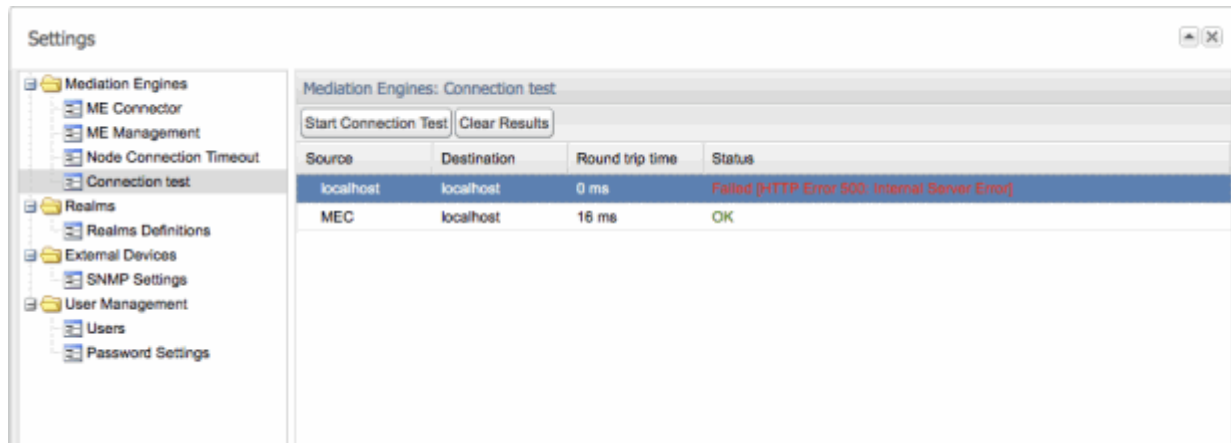 Settings
Mediation Engines
ME Connector
ME Management
Node Connection Timeout
Connection test
Realms
Realms Definitions
External Devices
SNMP Settings
User Management
Users
Password Settings
Mediation Engines: Connection test
Start Connection Test Clear Results
Source Destination Round trip time Status
localhost localhost 0 ms Failed [HTTP Error 500: Internal Server Error]
MEC localhost 16 ms OK